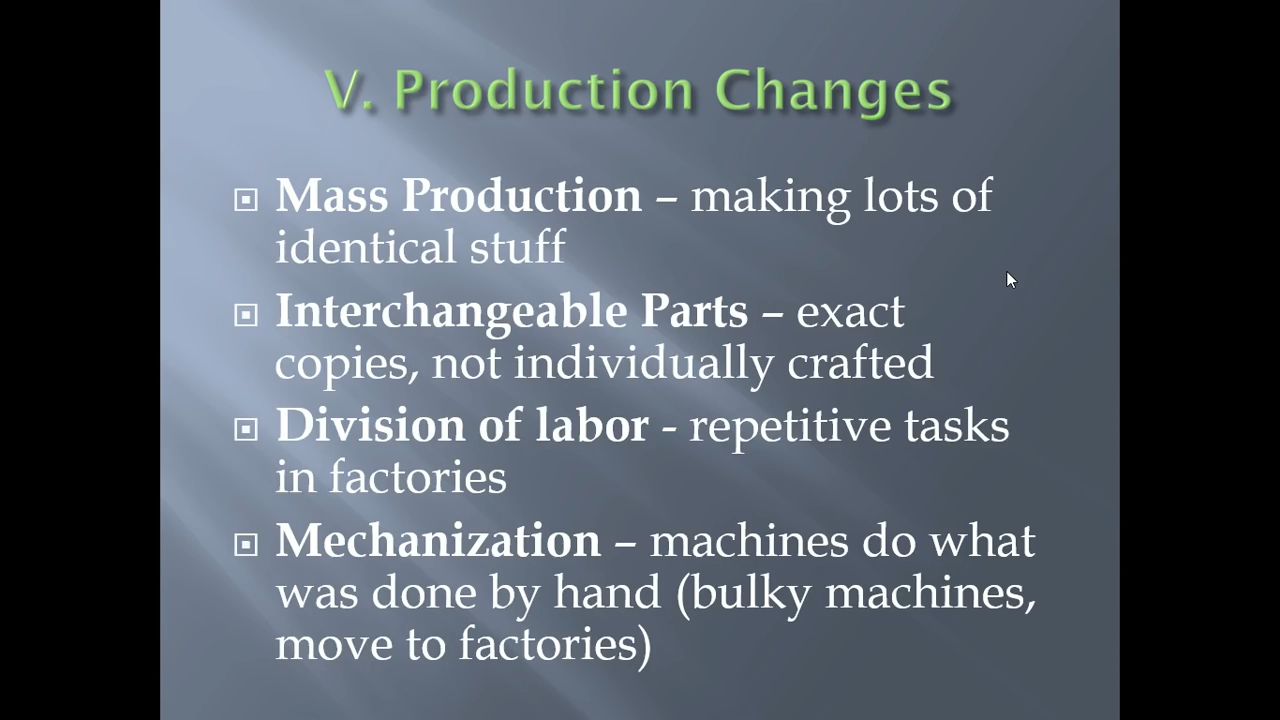 V. Production Changes
Mass Production – making lots of
identical stuff
Interchangeable Parts – exact
copies, not individually crafted
Division of labor - repetitive tasks
in factories
Mechanization – machines do what
was done by hand (bulky machines,
move to factories)